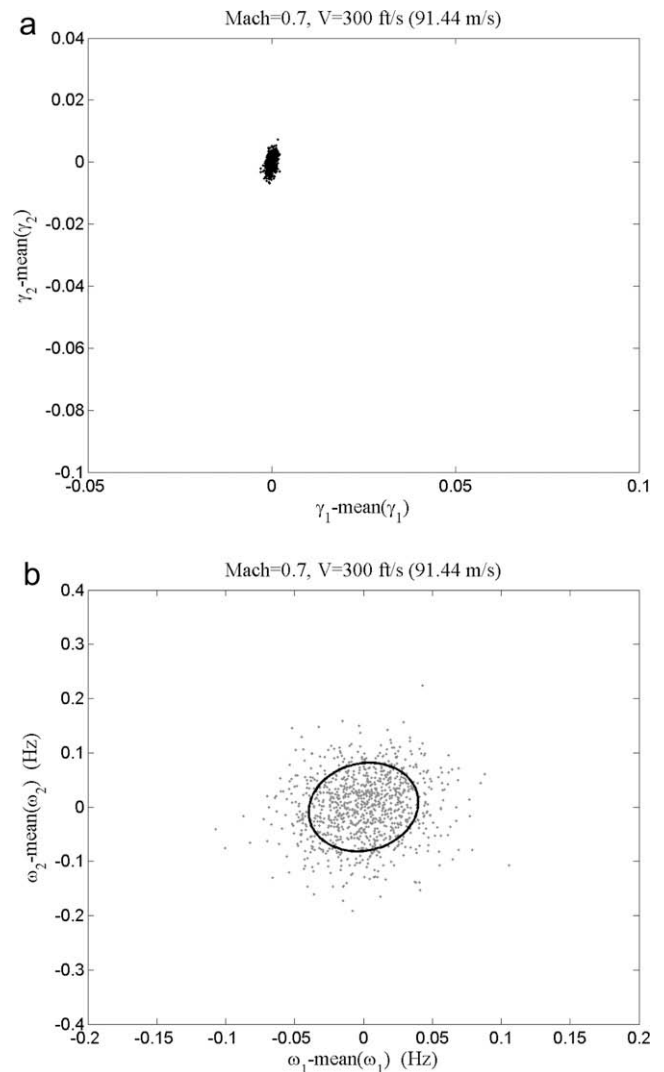 a
Mach=0.7, V=300 ft/s (91.44 m/s)
0.04
0.02
0
-0.02
-0.04
-0.06
-0.08
-0.1
γ₂-mean(γ₂)
-0.05 0 0.05 0.1
γ₁-mean(γ₁)
b
Mach=0.7, V=300 ft/s (91.44 m/s)
0.4
0.3
0.2
0.1
0
-0.1
-0.2
-0.3
-0.4
ω₂-mean(ω₂) (Hz)
-0.2 -0.15 -0.1 -0.05 0 0.05 0.1 0.15 0.2
ω₁-mean(ω₁) (Hz)